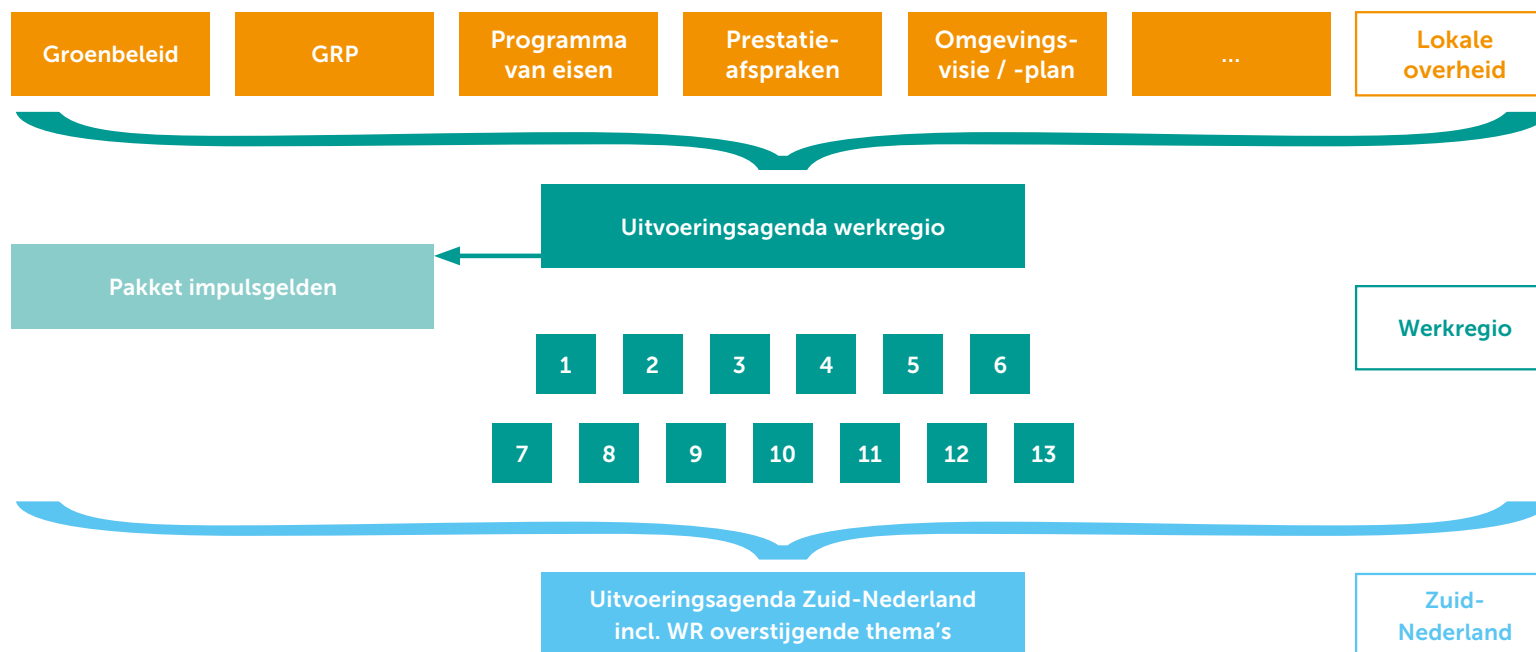 Groenbeleid
GRP
Programma
van eisen
Prestatie-
afspraken
Omgevings-
visie / -plan
...
Lokale
overheid
Uitvoeringsagenda werkregio
Pakket impulsgelden
Werkregio
1 2 3 4 5 6
7 8 9 10 11 12 13
Uitvoeringsagenda Zuid-Nederland
incl. WR overstijgende thema's
Zuid-
Nederland